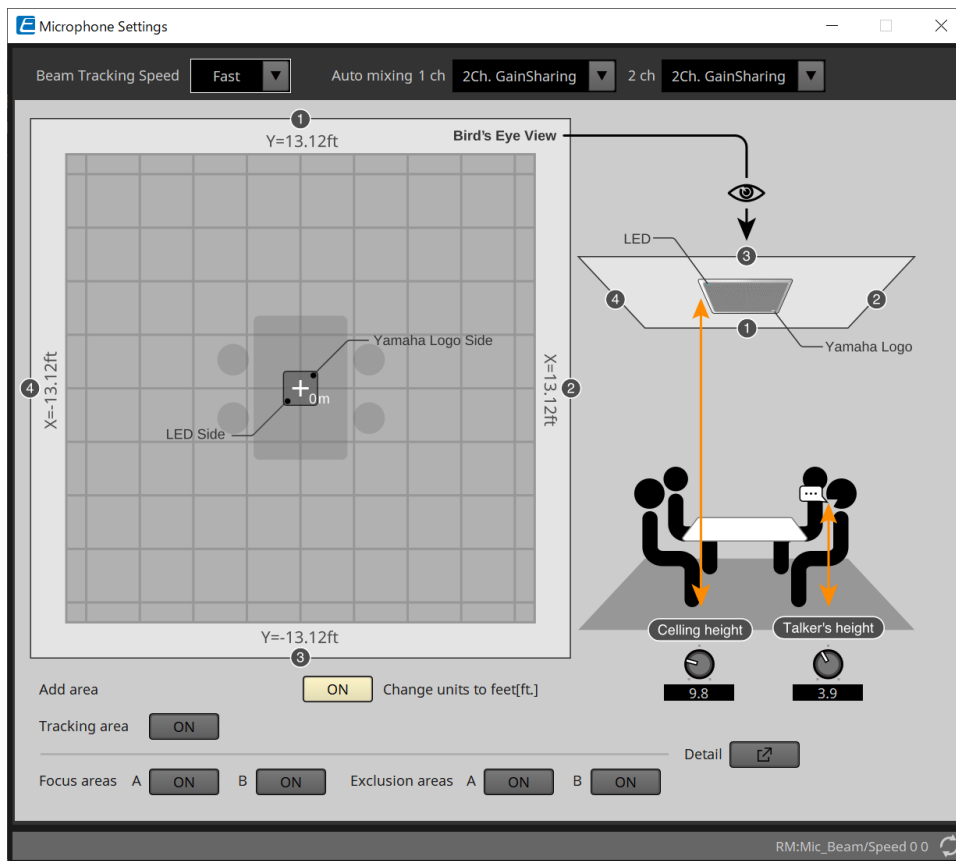 Microphone Settings
Beam Tracking Speed Fast Auto mixing 1 ch 2Ch. GainSharing 2 ch 2Ch. GainSharing
1
Y=13.12ft
Bird's Eye View
LED
3
4
2
1
Yamaha Logo
Yamaha Logo Side
4
X=-13.12ft
0m
X=13.12ft
2
LED Side
Y=-13.12ft
3
Celling height
Talker's height
9.8
3.9
Add area
ON Change units to feet[ft.]
Tracking area ON
Detail
Focus areas A ON B ON Exclusion areas A ON B ON
RM:Mic_Beam/Speed 0 0